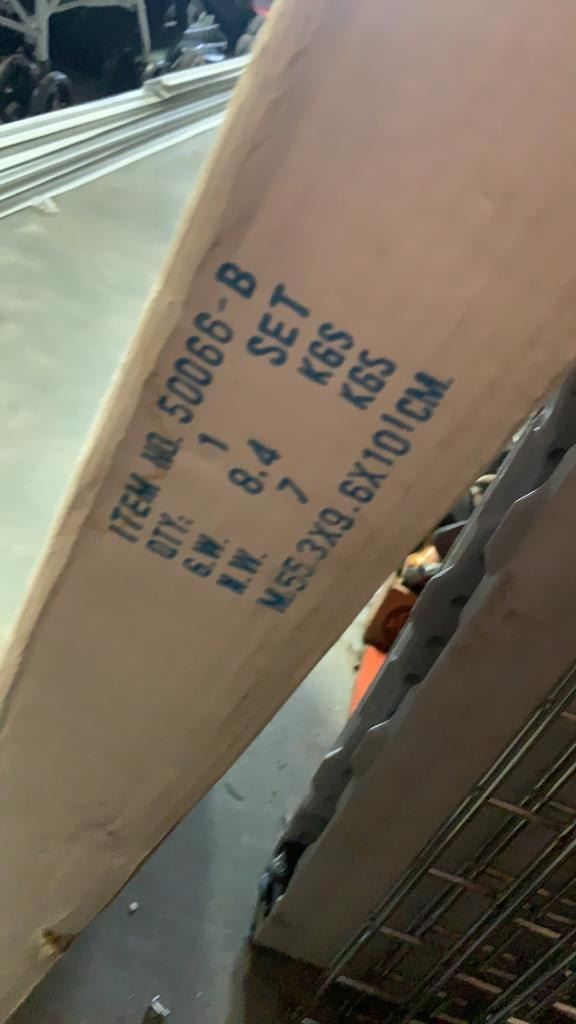 ITEM NO. 50066-B
QTY: 1 SET
G.W. 8.4 KGS
N.W. 7 KGS
M.55.3X9.6X101CM.